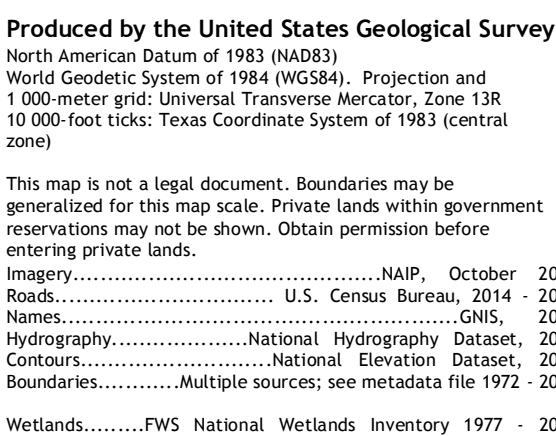 Produced by the United States Geological Survey
North American Datum of 1983 (NAD83)
World Geodetic System of 1984 (WGS84). Projection and
1 000-meter grid: Universal Transverse Mercator, Zone 13R
10 000-foot ticks: Texas Coordinate System of 1983 (central
zone)
This map is not a legal document. Boundaries may be
generalized for this map scale. Private lands within government
reservations may not be shown. Obtain permission before
entering private lands.
Imagery.............................................NAIP, October 20
Roads................................ U.S. Census Bureau, 2014 - 20
Names.....................................................GNIS, 20
Hydrography...................National Hydrography Dataset, 20
Contours............................National Elevation Dataset, 20
Boundaries............Multiple sources; see metadata file 1972 - 20
Wetlands.........FWS National Wetlands Inventory 1977 - 20